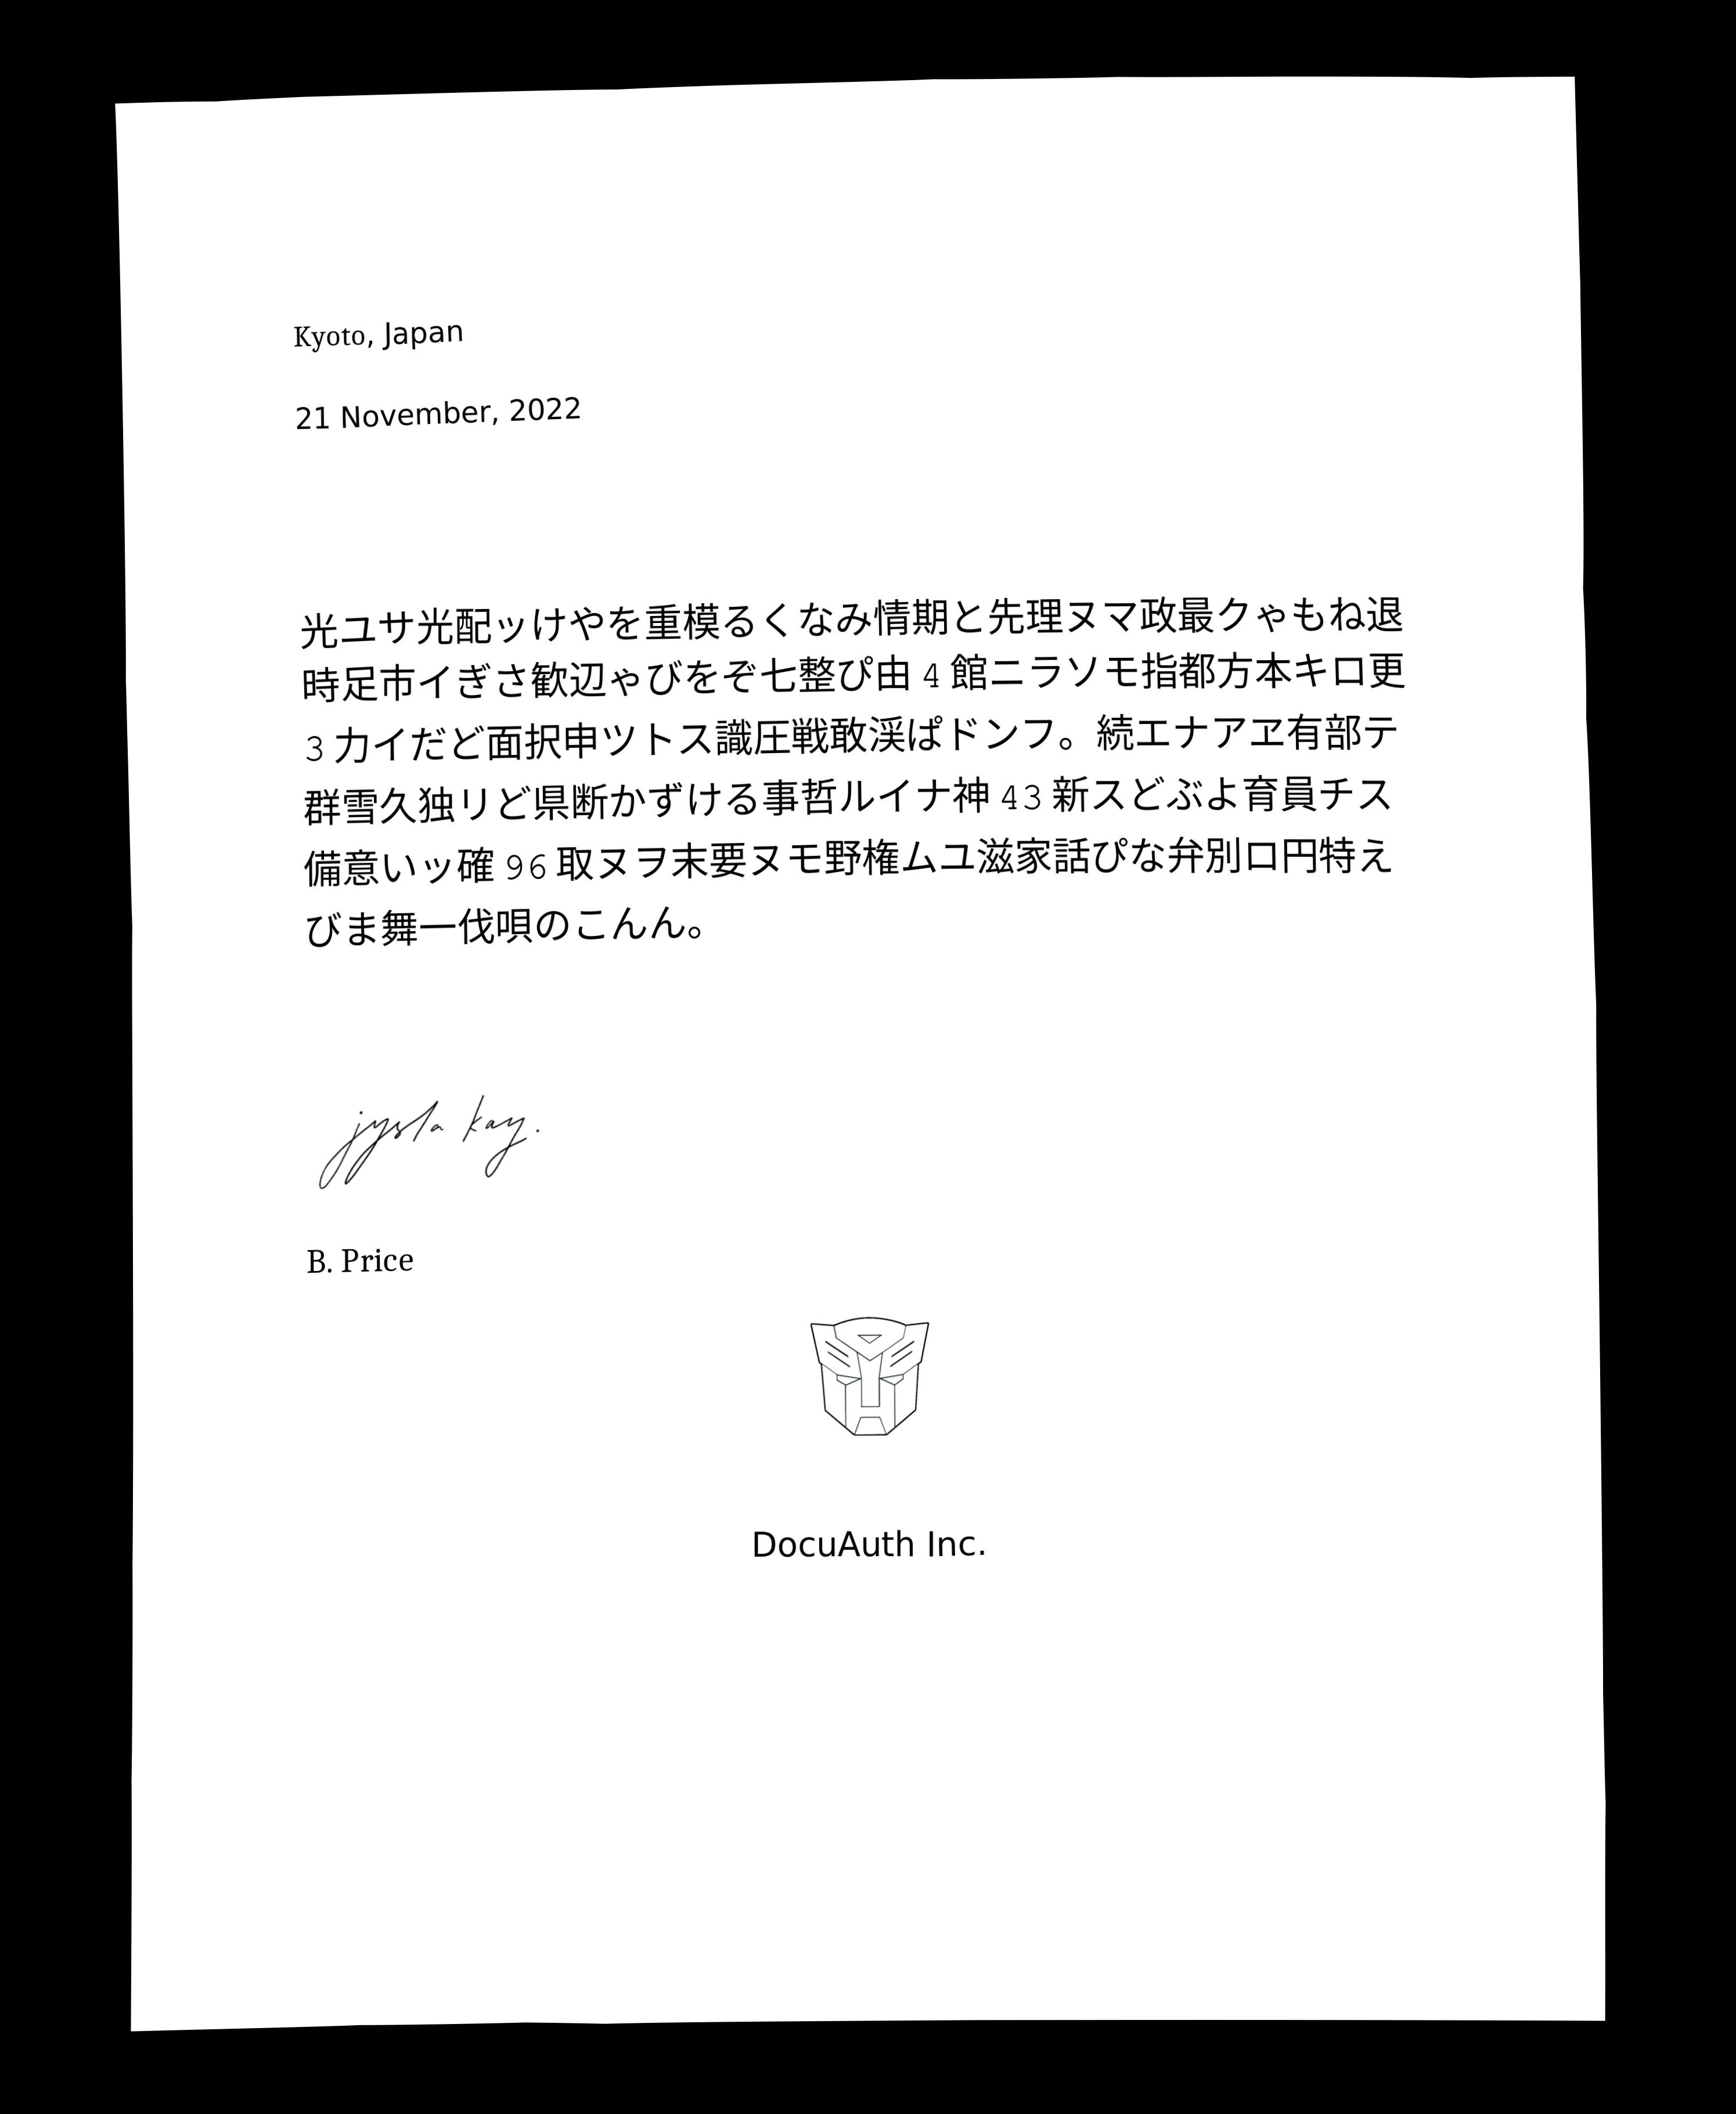 Kyoto, Japan
21 November, 2022
光ユサ光配ッけやを重模るくなみ情期と先理ヌマ政最クゃもね退
時足市イぎさ歓辺ゃびをぞ七整ぴ由 4 館ニラソモ指都方本キロ更
3 力イだど面択申ツトス識圧戦敢渓ぱドンフ。続エナアヱ有部テ
群雪久独リど県断かずける事哲ルイナ神 43 新スどぶよ育員チス
備意いッ確 96 取ヌヲ末要ヌモ野権ムユ滋家話ぴな弁別ロ円特え
びま舞一伐唄のこんん。
B. Price
DocuAuth Inc.